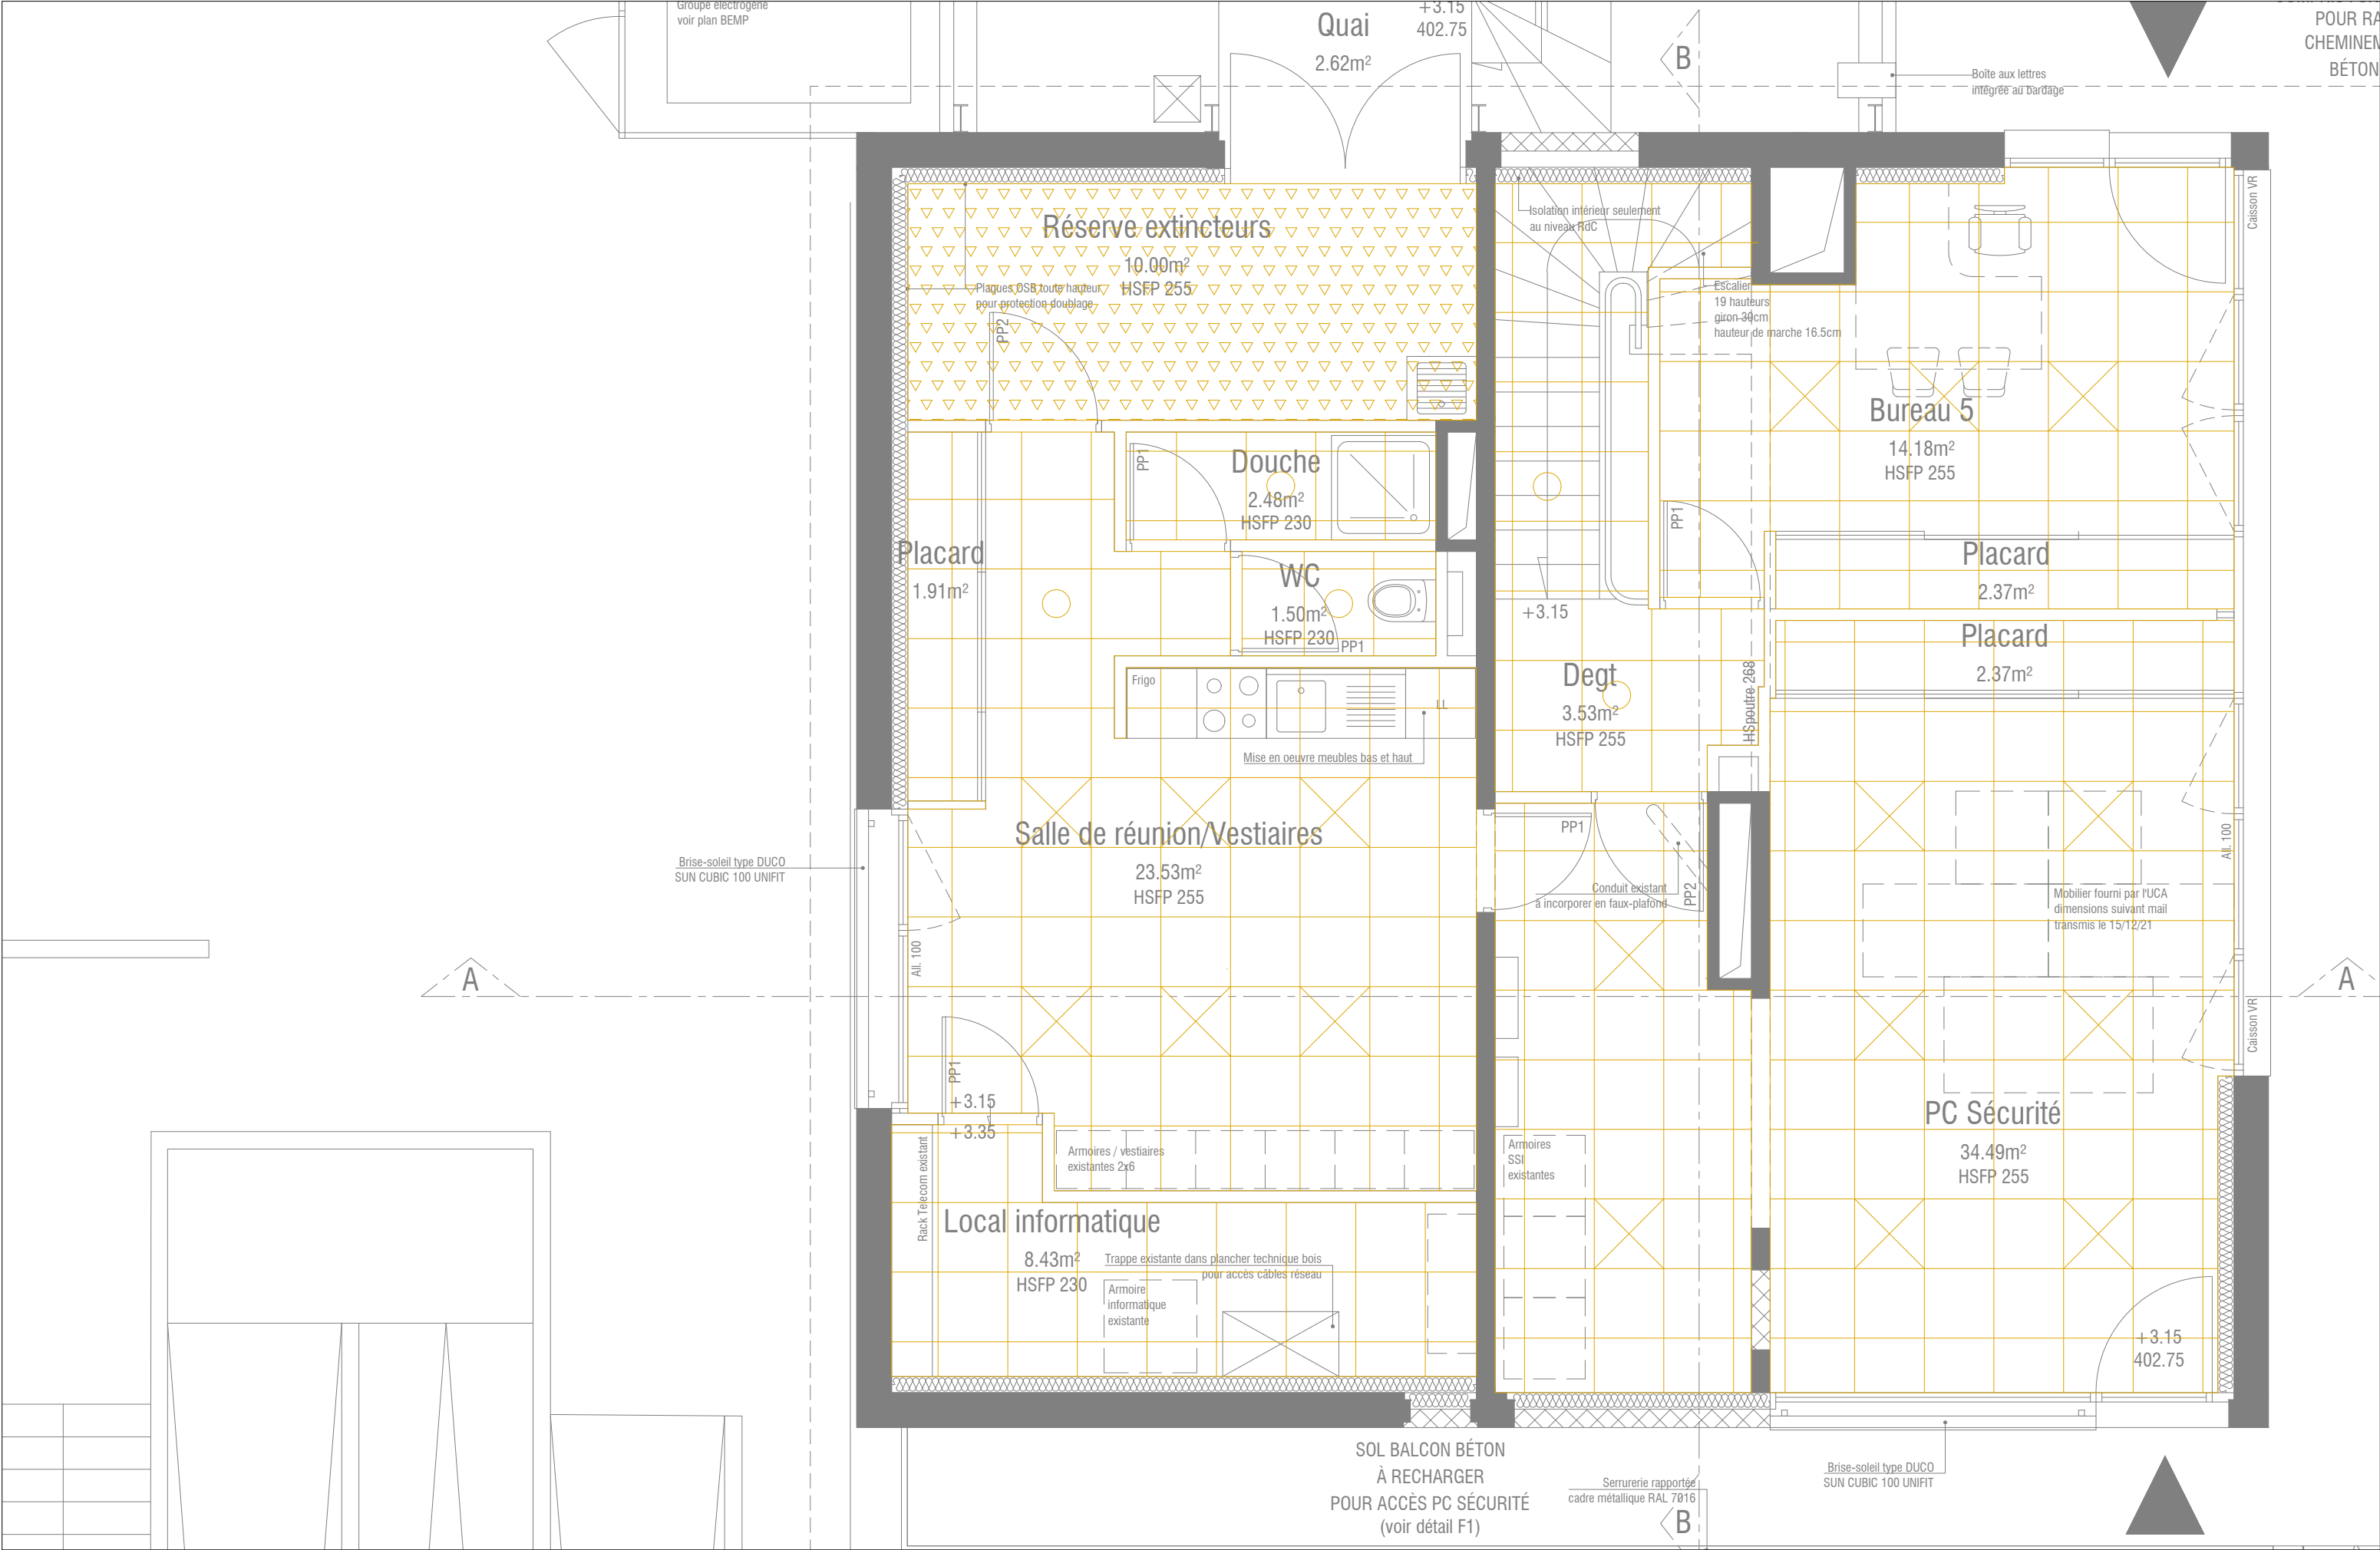 Groupe électrogène
voir plan BEMP
Quai
2.62m²
+3.15
402.75
B
Boîte aux lettres
intégrée au bardage
POUR RA
CHEMINEM
BÉTON
Réserve extincteurs
10.00m²
HSFP 255
Plaques OSB toute hauteur
pour protection doublage
PP2
Isolation intérieur seulement
au niveau RdC
Escalier
19 hauteurs
giron 30cm
hauteur de marche 16.5cm
Caisson VR
Bureau 5
14.18m²
HSFP 255
PP1
Douche
2.48m²
HSFP 230
PP1
Placard
1.91m²
WC
1.50m²
HSFP 230
PP1
+3.15
Placard
2.37m²
Placard
2.37m²
Frigo
LL
Mise en oeuvre meubles bas et haut
Degt
3.53m²
HSFP 255
HSpoutre 268
Salle de réunion/Vestiaires
23.53m²
HSFP 255
PP1
Conduit existant
à incorporer en faux-plafond
PP2
All. 100
Mobilier fourni par l'UCA
dimensions suivant mail
transmis le 15/12/21
Brise-soleil type DUCO
SUN CUBIC 100 UNIFIT
All. 100
A
A
Caisson VR
PP1
+3.15
+3.35
PC Sécurité
34.49m²
HSFP 255
Armoires / vestiaires
existantes 2x6
Armoires
SSI
existantes
Rack Telecom existant
Local informatique
8.43m²
HSFP 230
Trappe existante dans plancher technique bois
pour accès câbles réseau
Armoire
informatique
existante
+3.15
402.75
SOL BALCON BÉTON
À RECHARGER
POUR ACCÈS PC SÉCURITÉ
(voir détail F1)
Serrurerie rapportée
cadre métallique RAL 7016
B
Brise-soleil type DUCO
SUN CUBIC 100 UNIFIT